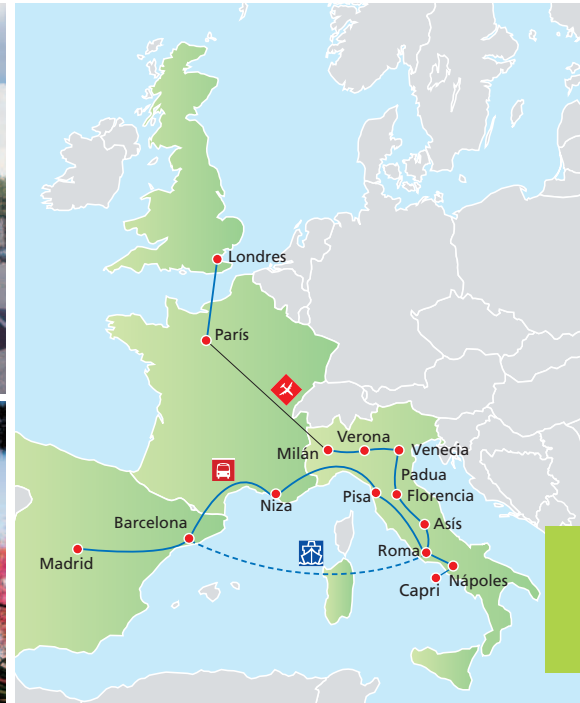 Londres
París
Milán
Verona
Venecia
Padua
Pisa
Florencia
Niza
Barcelona
Asís
Madrid
Roma
Nápoles
Capri